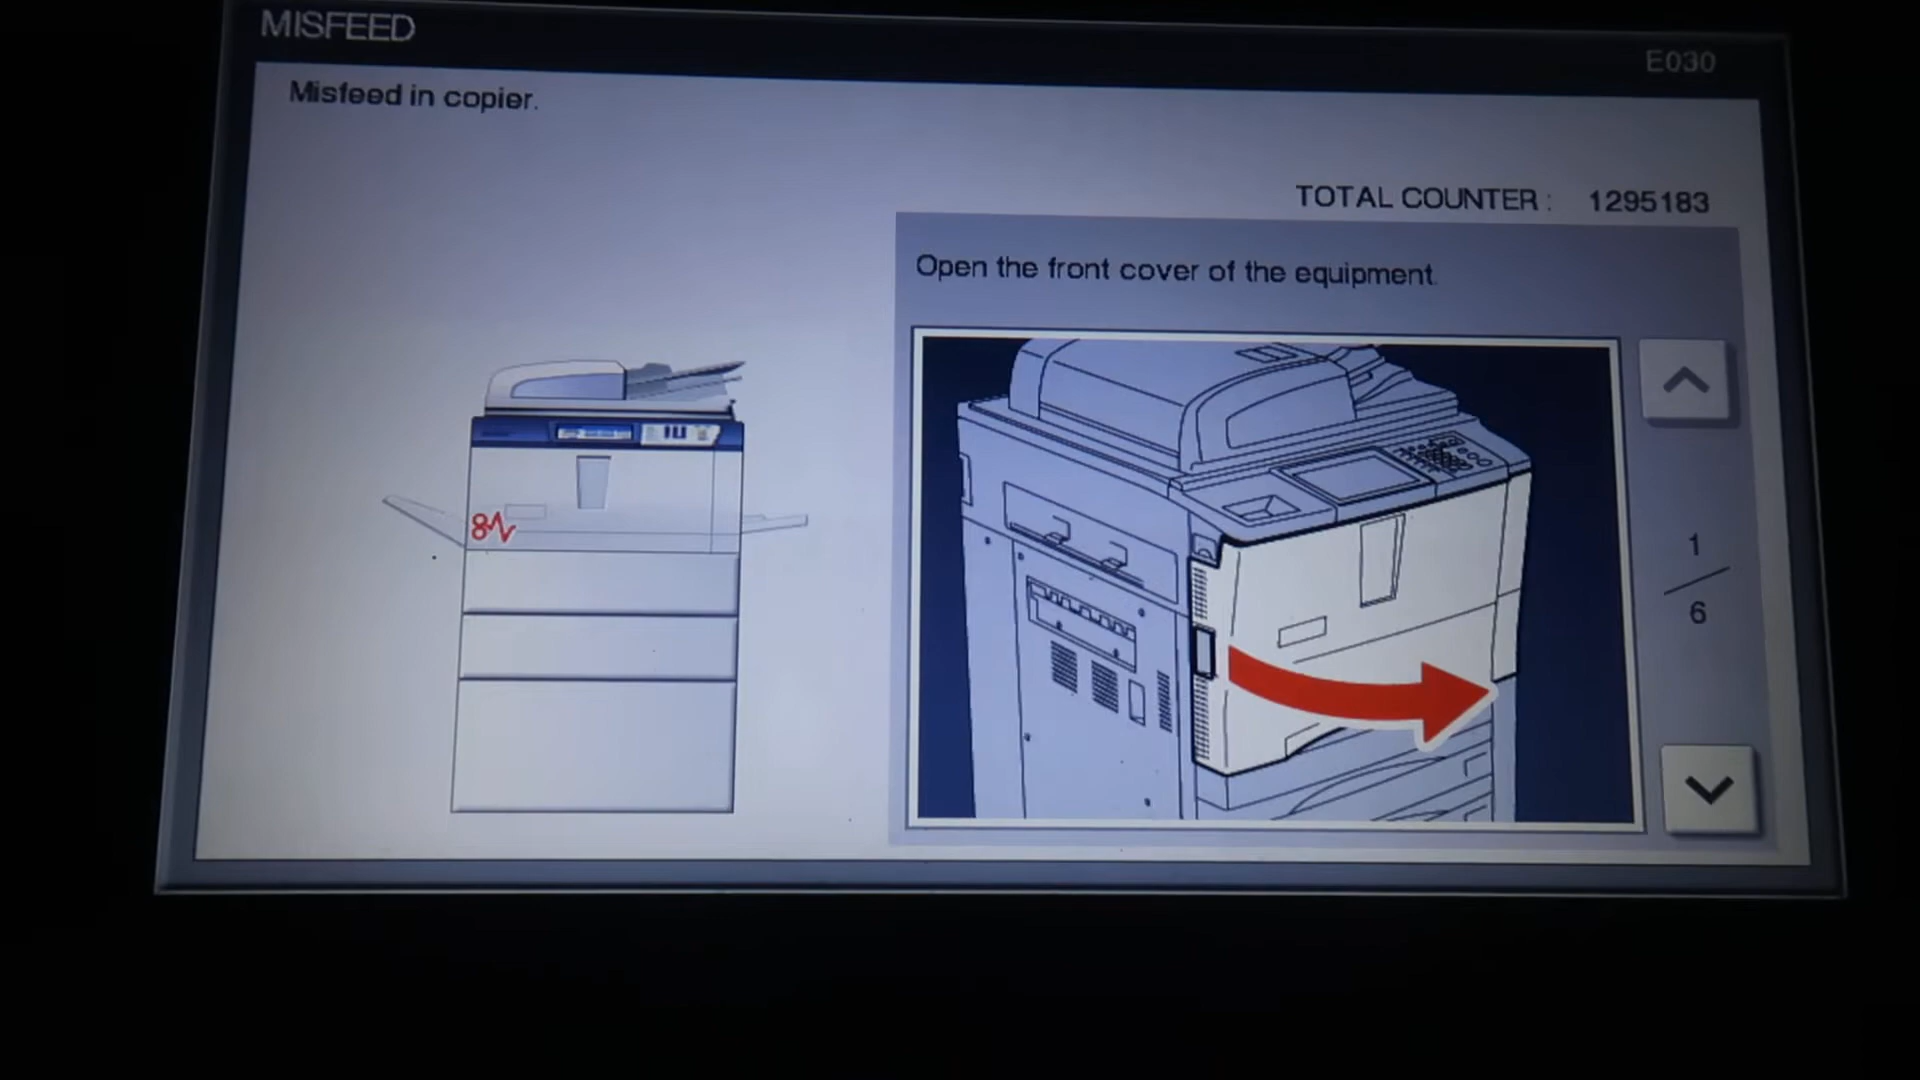 MISFEED
E030
Misfeed in copier.
TOTAL COUNTER : 1295183
Open the front cover of the equipment.
1
6